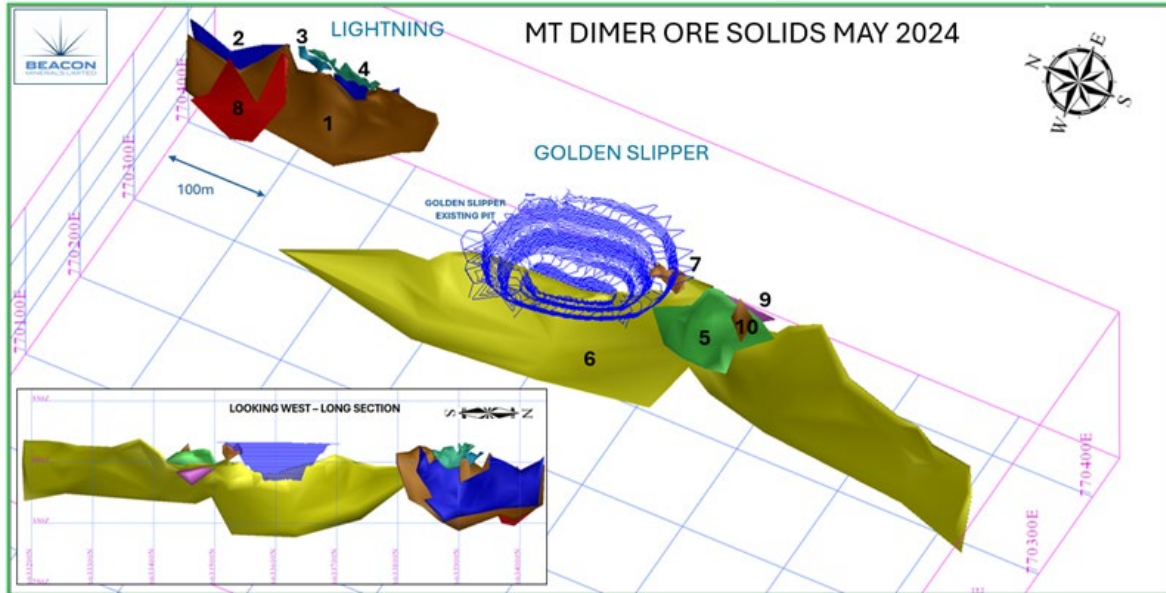 BEACON
MINERALS LIMITED
LIGHTNING
MT DIMER ORE SOLIDS MAY 2024
N
E
W
S
2
3
4
8
1
770400E
770300E
770200E
770100E
100m
GOLDEN SLIPPER
GOLDEN SLIPPER
EXISTING PIT
7
9
10
5
6
770400E
770300E
LOOKING WEST – LONG SECTION
S
N